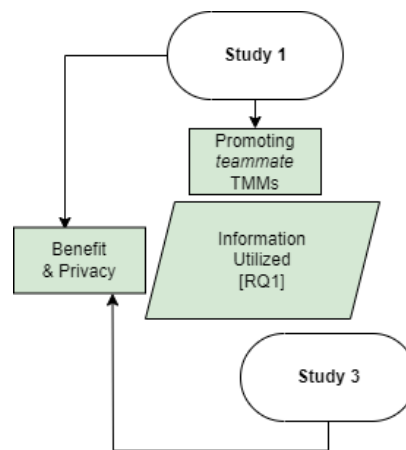 Study 1
Promoting
teammate
TMMs
Information
Utilized
[RQ1]
Benefit
& Privacy
Study 3